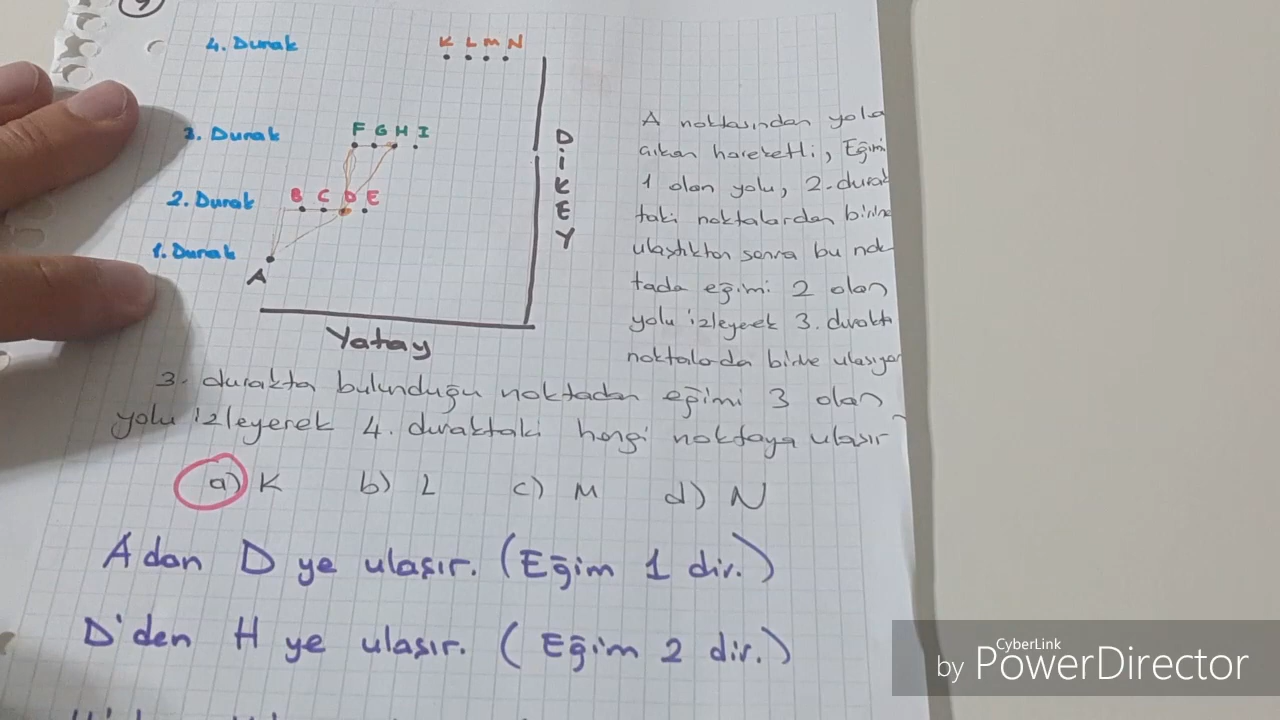 4. Durak
K L M N
3. Durak
F G H I
2. Durak
B C D E
1. Durak
A
Yatay
DİKEY
A noktasından yola
çıkan hareketli, Eğim
1 olan yolu, 2. durak
taki noktalardan birine
ulaştıktan sonra bu nok
tada eğimi 2 olan
yolu izleyerek 3. durakta
noktalarda birine ulaşıyor
3. durakta bulunduğu noktadan eğimi 3 olan
yolu izleyerek 4. duraktaki hangi noktaya ulaşır
a) K b) L c) M d) N
A dan D ye ulaşır. (Eğim 1 dir.)
D'den H ye ulaşır. ( Eğim 2 dir.)
CyberLink
by PowerDirector